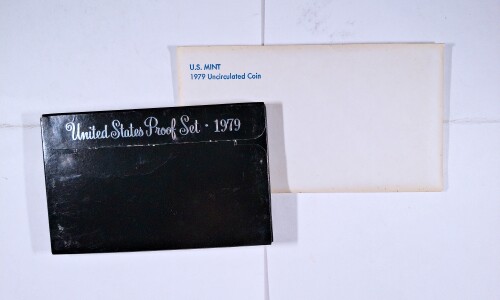 U.S. MINT
1979 Uncirculated Coin
United States Proof Set · 1979